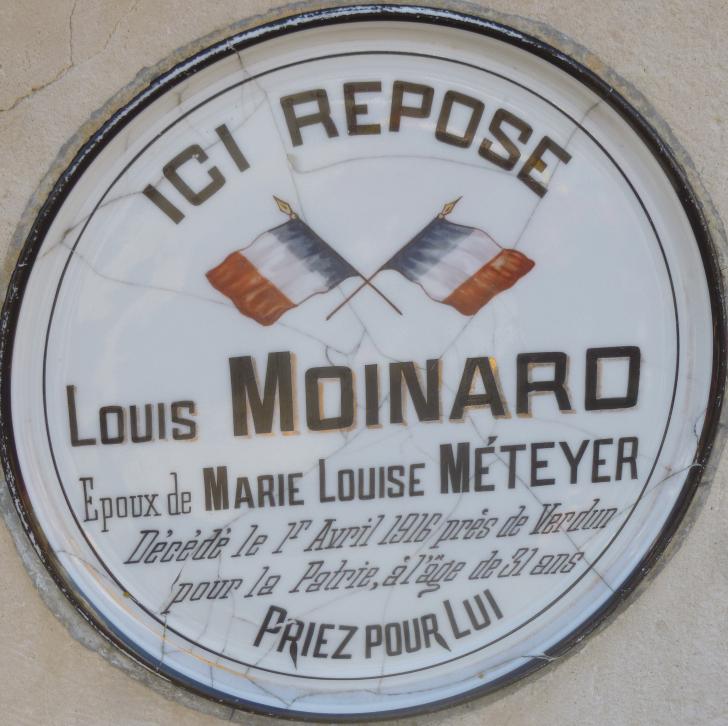 ICI REPOSE
LOUIS MOINARD
Epoux de MARIE LOUISE MÉTEYER
Décédé le 1r Avril 1916 près de Verdun
pour la Patrie, à l'âge de 31 ans
PRIEZ POUR LUI